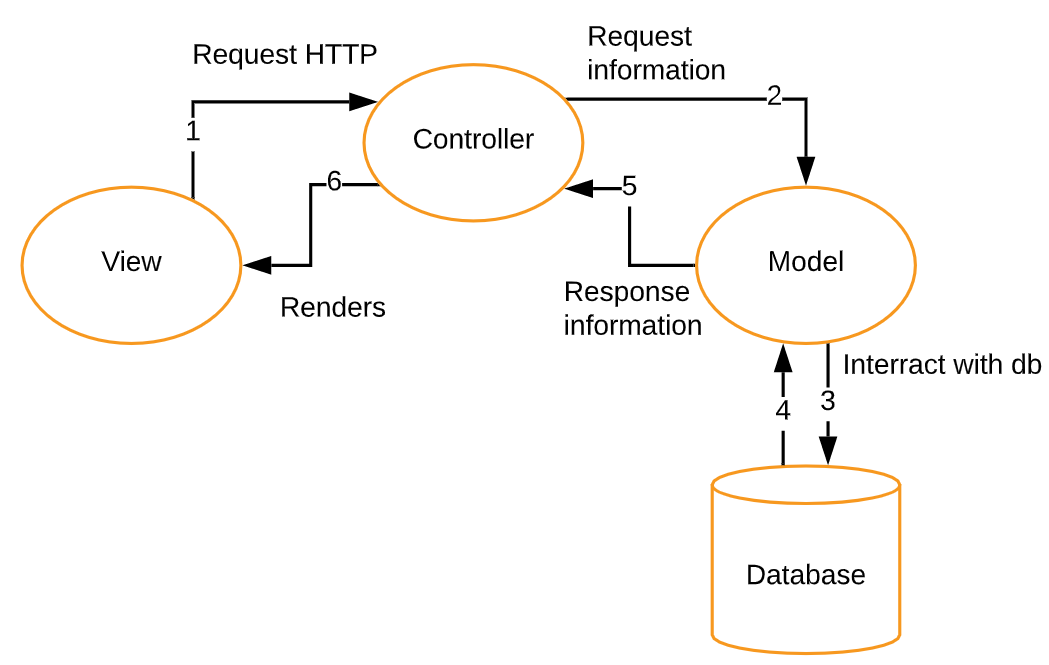 Request HTTP
Request
information
2
1
Controller
6
5
View
Model
Renders
Response
information
Interract with db
4
3
Database